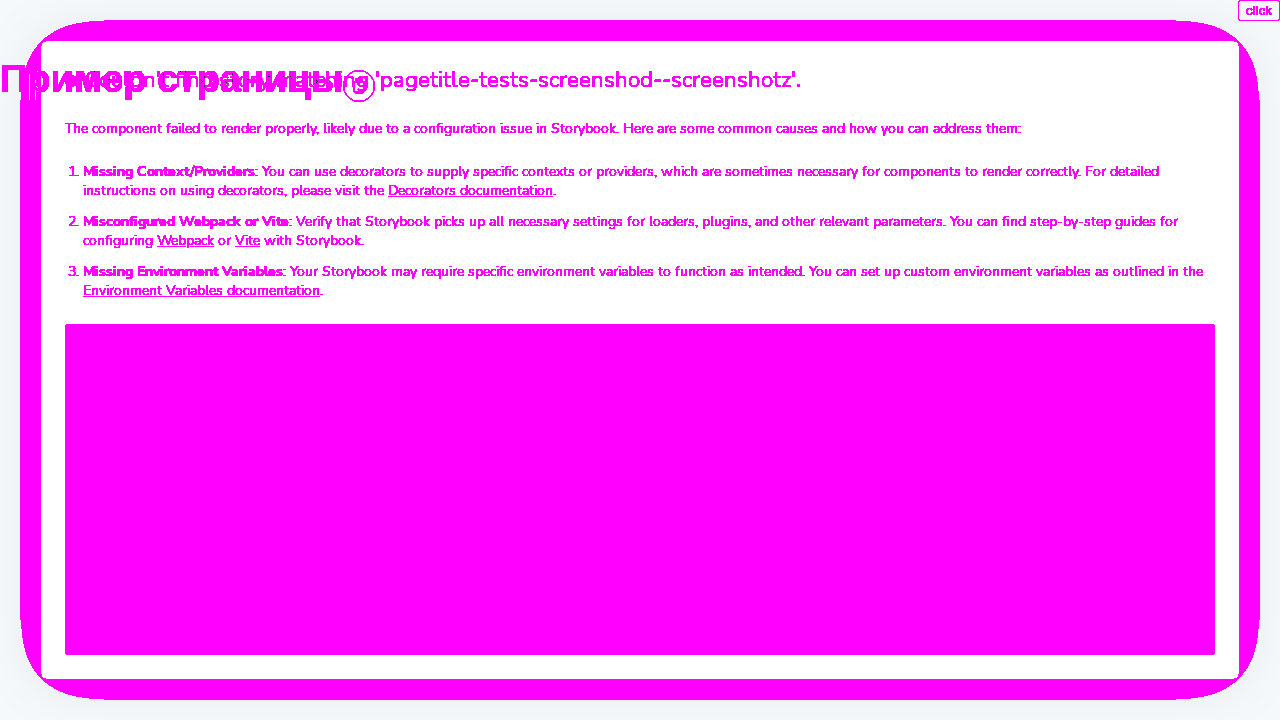 click
Пример страницы
'pagetitle-tests-screenshod--screenshotz'.
The component failed to render properly, likely due to a configuration issue in Storybook. Here are some common causes and how you can address them:
1. Missing Context/Providers: You can use decorators to supply specific contexts or providers, which are sometimes necessary for components to render correctly. For detailed
instructions on using decorators, please visit the Decorators documentation.
2. Misconfigured Webpack or Vite: Verify that Storybook picks up all necessary settings for loaders, plugins, and other relevant parameters. You can find step-by-step guides for
configuring Webpack or Vite with Storybook.
3. Missing Environment Variables: Your Storybook may require specific environment variables to function as intended. You can set up custom environment variables as outlined in the
Environment Variables documentation.